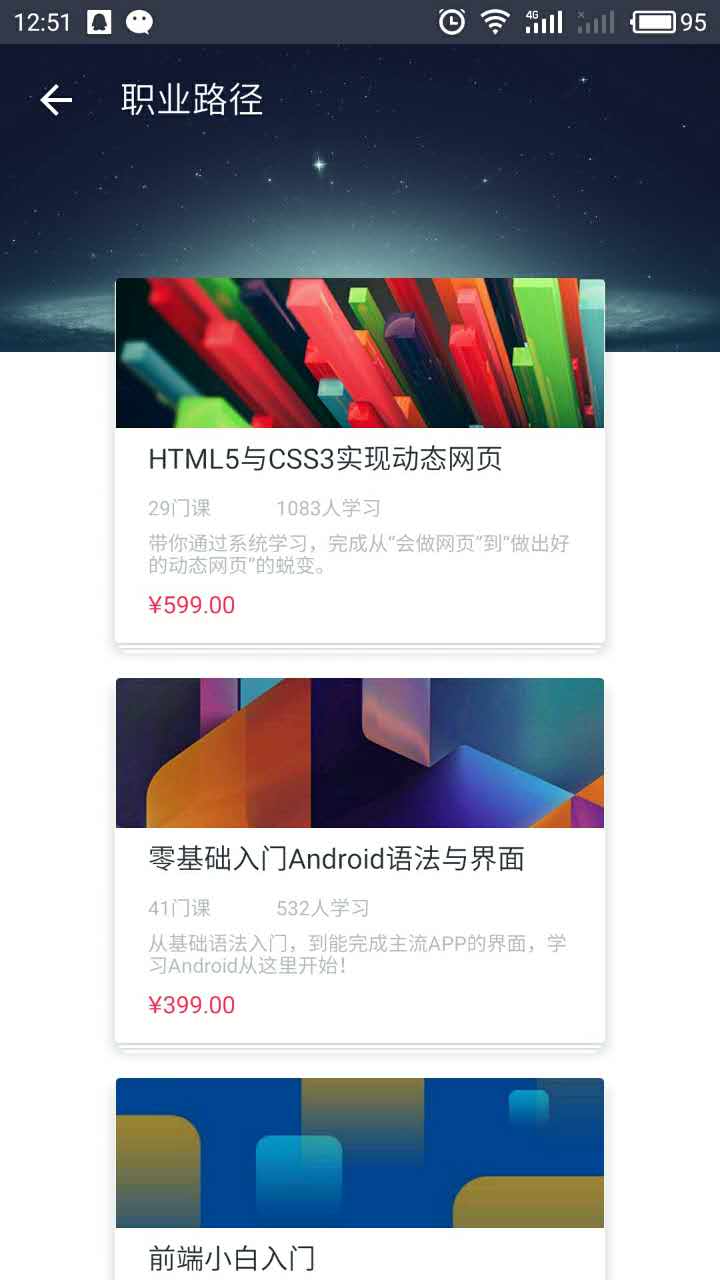 12:51
4G
95
职业路径
HTML5与CSS3实现动态网页
29门课 1083人学习
带你通过系统学习，完成从“会做网页”到“做出好
的动态网页”的蜕变。
¥599.00
零基础入门Android语法与界面
41门课 532人学习
从基础语法入门，到能完成主流APP的界面，学
习Android从这里开始！
¥399.00
前端小白入门